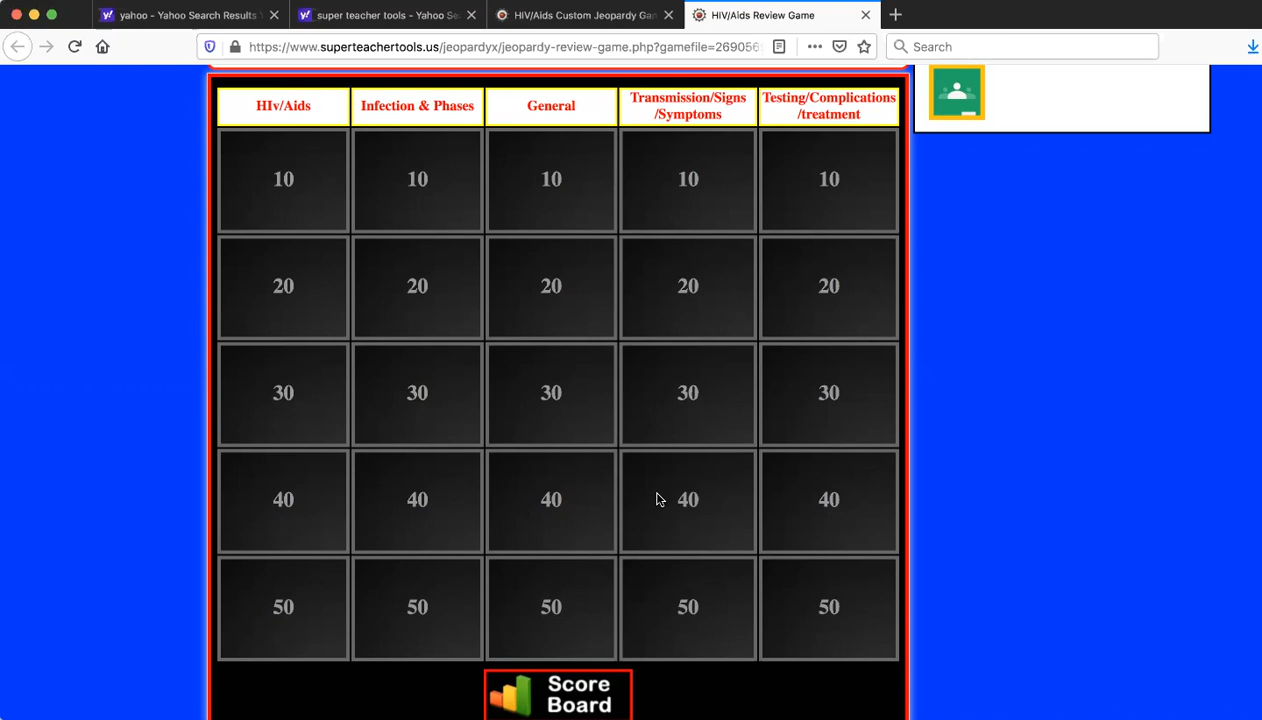 yahoo - Yahoo Search Results
super teacher tools - Yahoo Se
HIV/Aids Custom Jeopardy Gam
HIV/Aids Review Game
https://www.superteachertools.us/jeopardyx/jeopardy-review-game.php?gamefile=269056
Search
HIv/Aids
Infection & Phases
General
Transmission/Signs
/Symptoms
Testing/Complications
/treatment
10 10 10 10 10
20 20 20 20 20
30 30 30 30 30
40 40 40 40 40
50 50 50 50 50
Score
Board